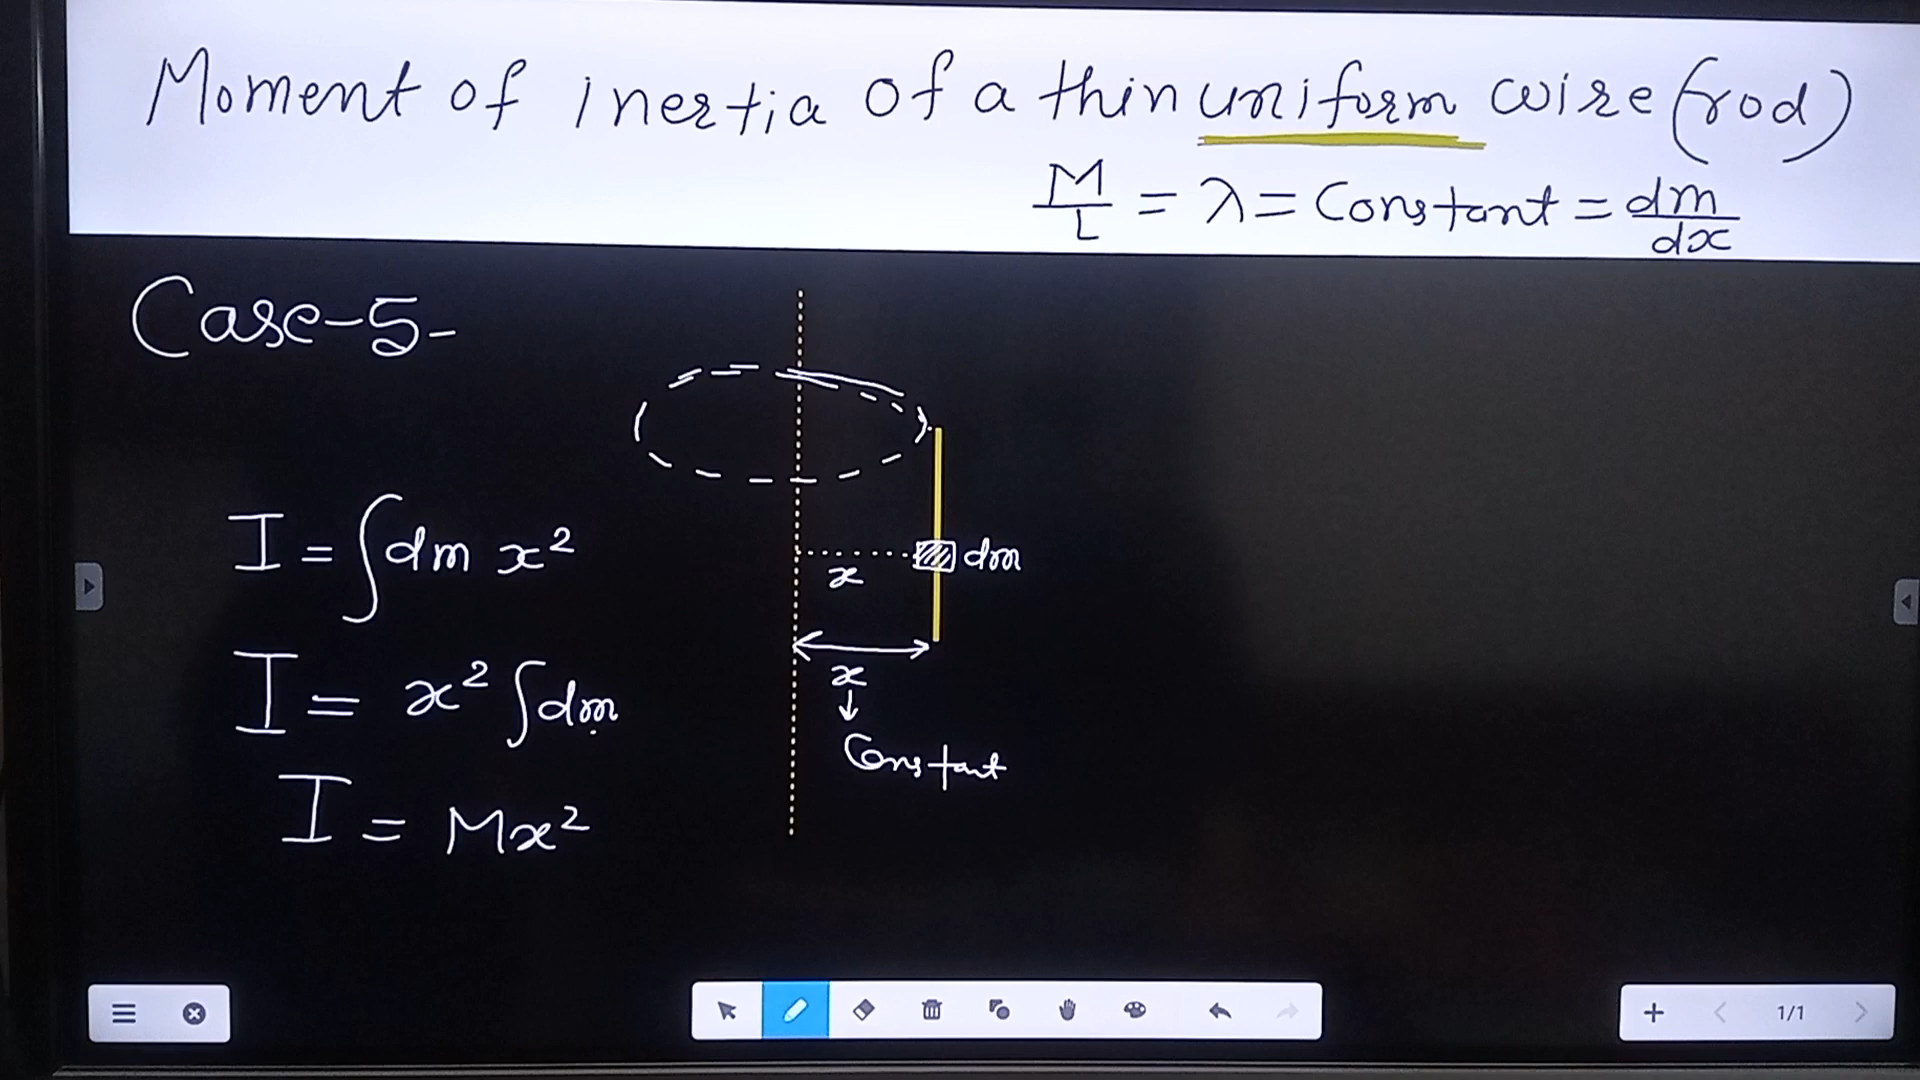 Moment of inertia of a thin uniform wire (rod)
M/L = λ = Constant = dm/dx
Case-5-
I = ∫dm x²
x
dm
I = x² ∫dm
x
↓
Constant
I = Mx²
1/1